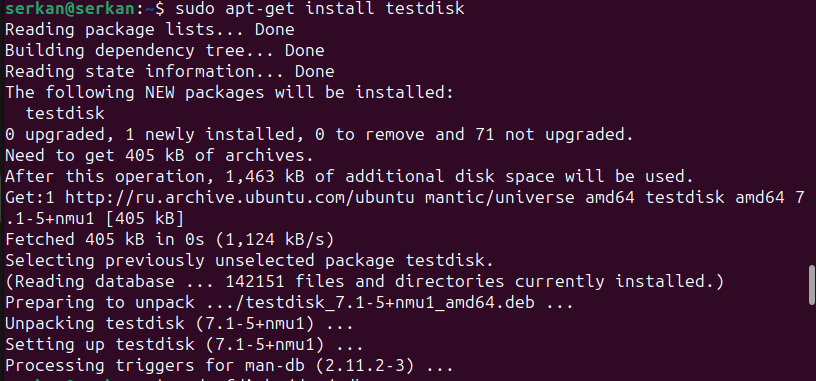 serkan@serkan:~$ sudo apt-get install testdisk
Reading package lists... Done
Building dependency tree... Done
Reading state information... Done
The following NEW packages will be installed:
  testdisk
0 upgraded, 1 newly installed, 0 to remove and 71 not upgraded.
Need to get 405 kB of archives.
After this operation, 1,463 kB of additional disk space will be used.
Get:1 http://ru.archive.ubuntu.com/ubuntu mantic/universe amd64 testdisk amd64 7
.1-5+nmu1 [405 kB]
Fetched 405 kB in 0s (1,124 kB/s)
Selecting previously unselected package testdisk.
(Reading database ... 142151 files and directories currently installed.)
Preparing to unpack .../testdisk_7.1-5+nmu1_amd64.deb ...
Unpacking testdisk (7.1-5+nmu1) ...
Setting up testdisk (7.1-5+nmu1) ...
Processing triggers for man-db (2.11.2-3) ...